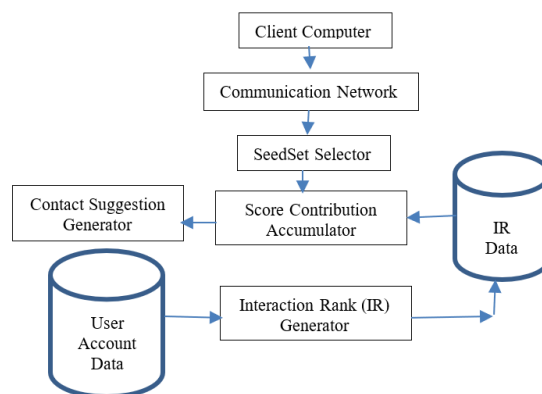 Client Computer
Communication Network
SeedSet Selector
Contact Suggestion
Generator
Score Contribution
Accumulator
IR
Data
User
Account
Data
Interaction Rank (IR)
Generator